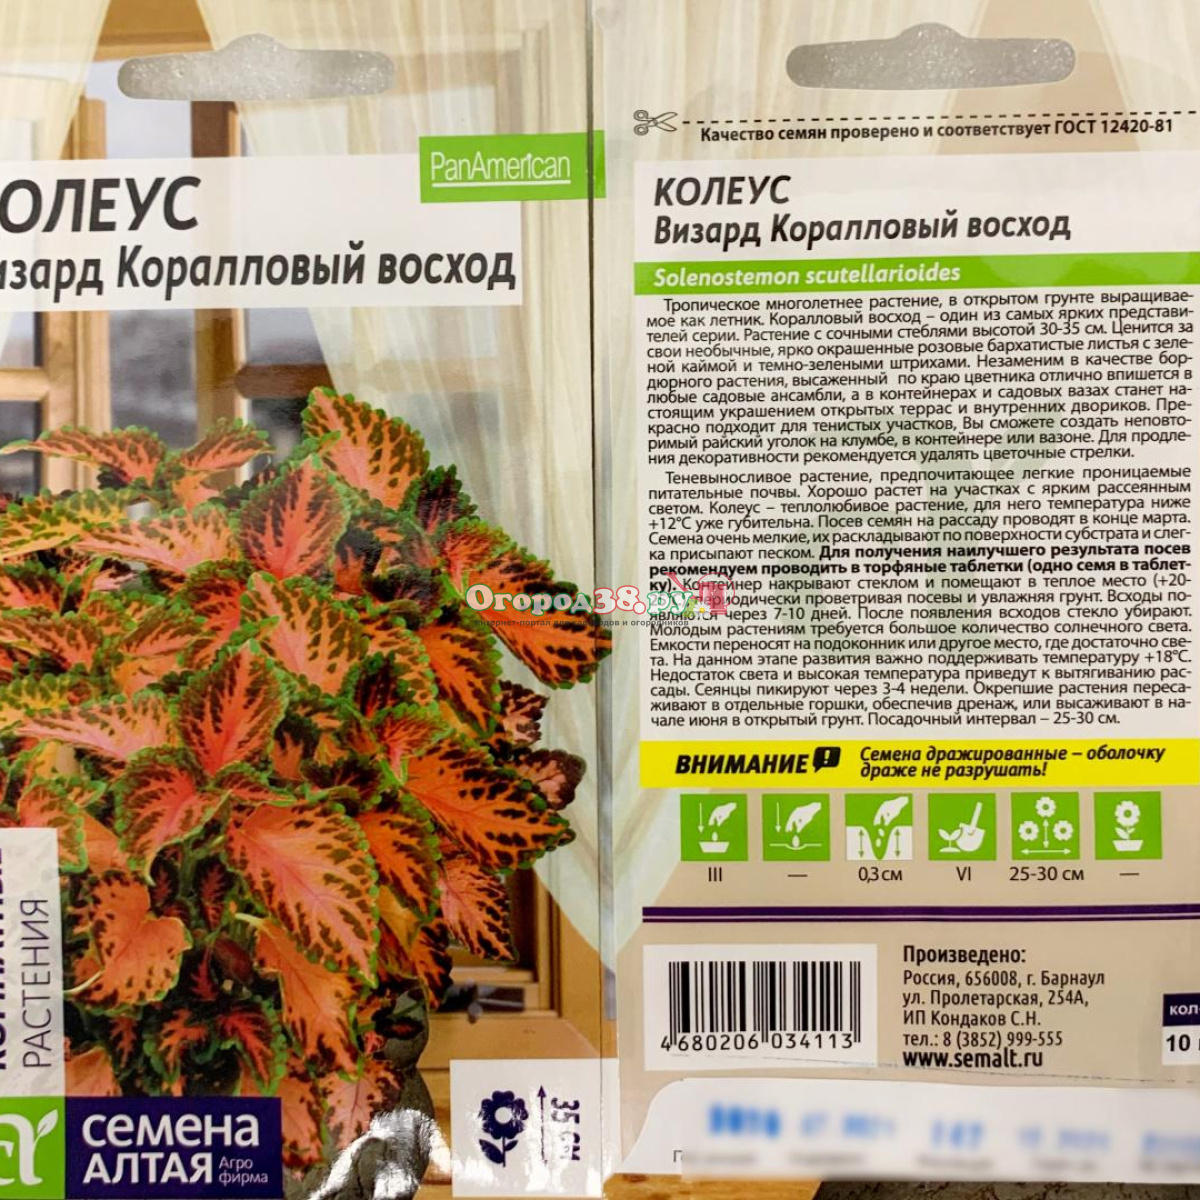 PanAmerican
ОЛЕУС
изард Коралловый восход
РАСТЕНИЯ
СЕМЕНА
АЛТАЯ Агро
фирма
35 см
Качество семян проверено и соответствует ГОСТ 12420-81
КОЛЕУС
Визард Коралловый восход
Solenostemon scutellarioides
Тропическое многолетнее растение, в открытом грунте выращивае-
мое как летник. Коралловый восход – один из самых ярких представи-
телей серии. Растение с сочными стеблями высотой 30-35 см. Ценится за
свои необычные, ярко окрашенные розовые бархатистые листья с зеле-
ной каймой и темно-зелеными штрихами. Незаменим в качестве бор-
дюрного растения, высаженный по краю цветника отлично впишется в
любые садовые ансамбли, а в контейнерах и садовых вазах станет на-
стоящим украшением открытых террас и внутренних двориков. Пре-
красно подходит для тенистых участков, Вы сможете создать неповто-
римый райский уголок на клумбе, в контейнере или вазоне. Для продле-
ния декоративности рекомендуется удалять цветочные стрелки.
Теневыносливое растение, предпочитающее легкие проницаемые
питательные почвы. Хорошо растет на участках с ярким рассеянным
светом. Колеус – теплолюбивое растение, для него температура ниже
+12°С уже губительна. Посев семян на рассаду проводят в конце марта.
Семена очень мелкие, их раскладывают по поверхности субстрата и слег-
ка присыпают песком. Для получения наилучшего результата посев
рекомендуем проводить в торфяные таблетки (одно семя в таблет-
ку). Контейнер накрывают стеклом и помещают в теплое место (+20-
периодически проветривая посевы и увлажняя грунт. Всходы по-
являются через 7-10 дней. После появления всходов стекло убирают.
Молодым растениям требуется большое количество солнечного света.
Емкости переносят на подоконник или другое место, где достаточно све-
та. На данном этапе развития важно поддерживать температуру +18°С.
Недостаток света и высокая температура приведут к вытягиванию рас-
сады. Сеянцы пикируют через 3-4 недели. Окрепшие растения переса-
живают в отдельные горшки, обеспечив дренаж, или высаживают в на-
чале июня в открытый грунт. Посадочный интервал – 25-30 см.
Огород38.ру
интернет-портал для садоводов и огородников
ВНИМАНИЕ ! Семена дражированные – оболочку
драже не разрушать!
III — 0,3 см VI 25-30 см —
4 680206 034113
Произведено:
Россия, 656008, г. Барнаул
ул. Пролетарская, 254А,
ИП Кондаков С.Н.
тел.: 8 (3852) 999-555
www.semalt.ru
кол-
10